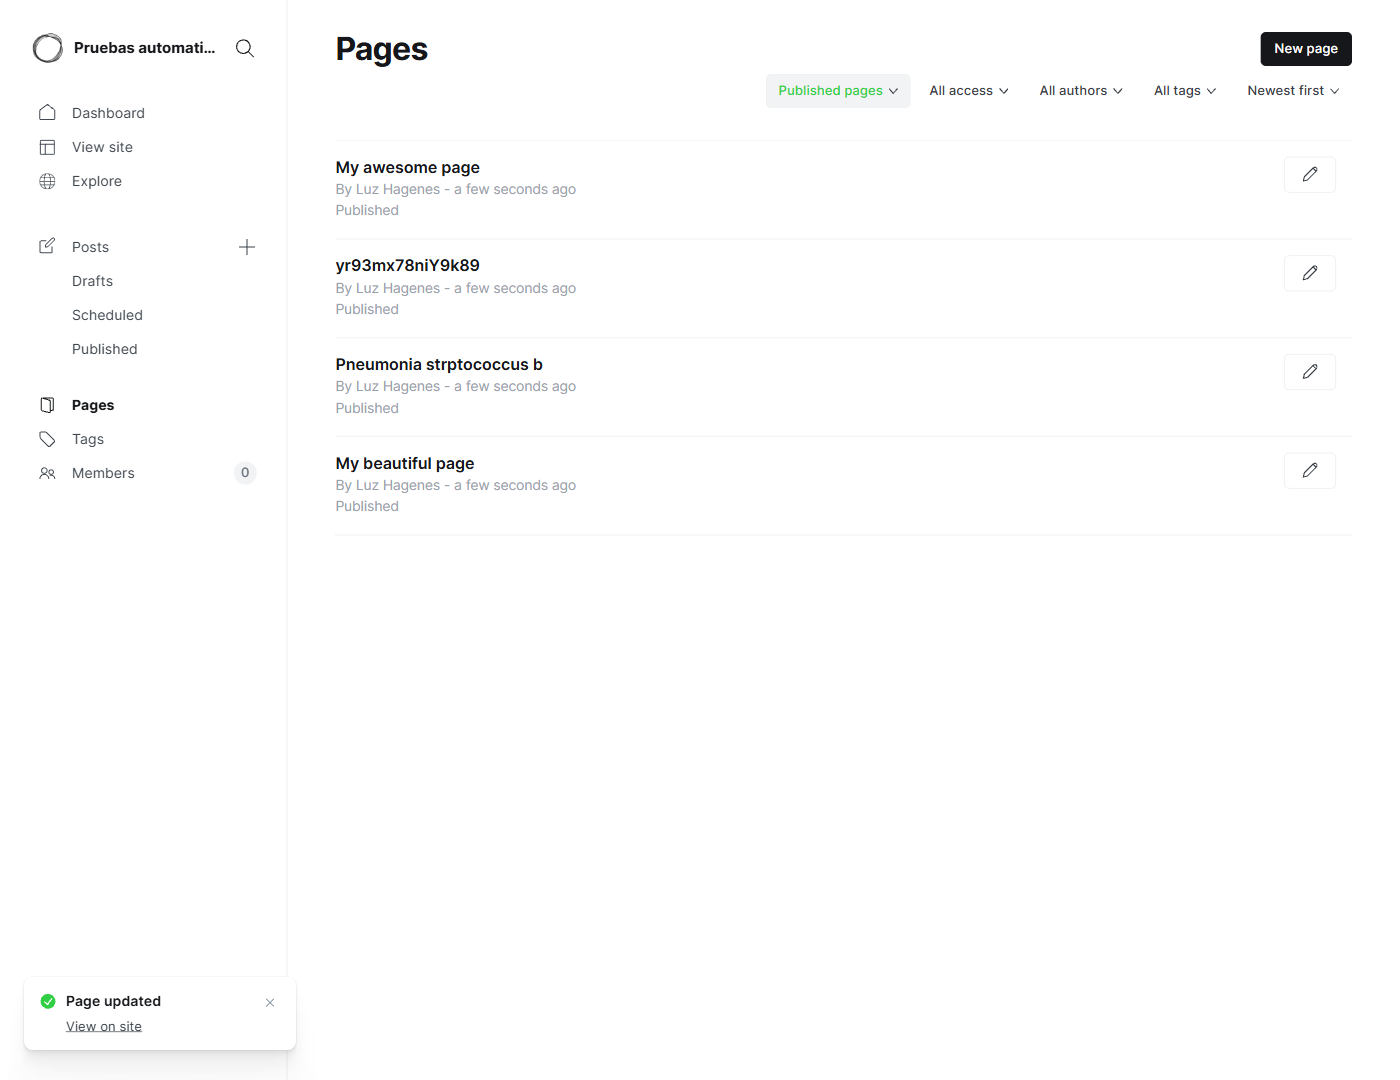 Pruebas automati...
Dashboard
View site
Explore
Posts
Drafts
Scheduled
Published
Pages
Tags
Members 0
Pages
New page
Published pages All access All authors All tags Newest first
My awesome page
By Luz Hagenes - a few seconds ago
Published
yr93mx78niY9k89
By Luz Hagenes - a few seconds ago
Published
Pneumonia strptococcus b
By Luz Hagenes - a few seconds ago
Published
My beautiful page
By Luz Hagenes - a few seconds ago
Published
Page updated
View on site